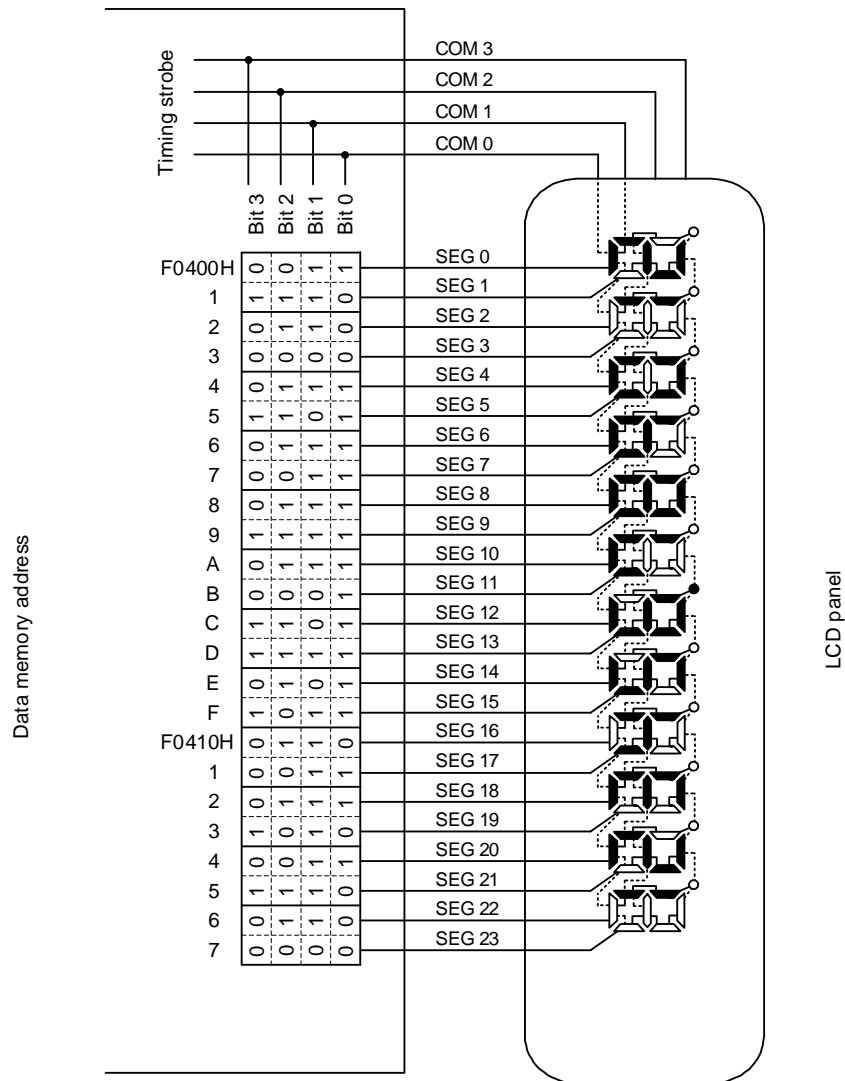 COM 3
COM 2
COM 1
COM 0
Timing strobe
Bit 3 Bit 2 Bit 1 Bit 0
F0400H 0 0 1 1 SEG 0
1 1 1 1 0 SEG 1
2 0 1 1 0 SEG 2
3 0 0 0 0 SEG 3
4 0 1 1 1 SEG 4
5 1 1 0 1 SEG 5
6 0 1 1 1 SEG 6
7 0 0 1 1 SEG 7
8 0 1 1 1 SEG 8
9 1 1 1 1 SEG 9
A 0 1 1 1 SEG 10
B 0 0 0 1 SEG 11
C 1 1 0 1 SEG 12
D 1 1 1 1 SEG 13
E 0 1 0 1 SEG 14
F 1 0 1 1 SEG 15
F0410H 0 1 1 0 SEG 16
1 0 0 1 1 SEG 17
2 0 1 1 1 SEG 18
3 1 0 1 0 SEG 19
4 0 0 1 1 SEG 20
5 1 1 1 0 SEG 21
6 0 1 1 0 SEG 22
7 0 0 0 0 SEG 23
Data memory address
LCD panel